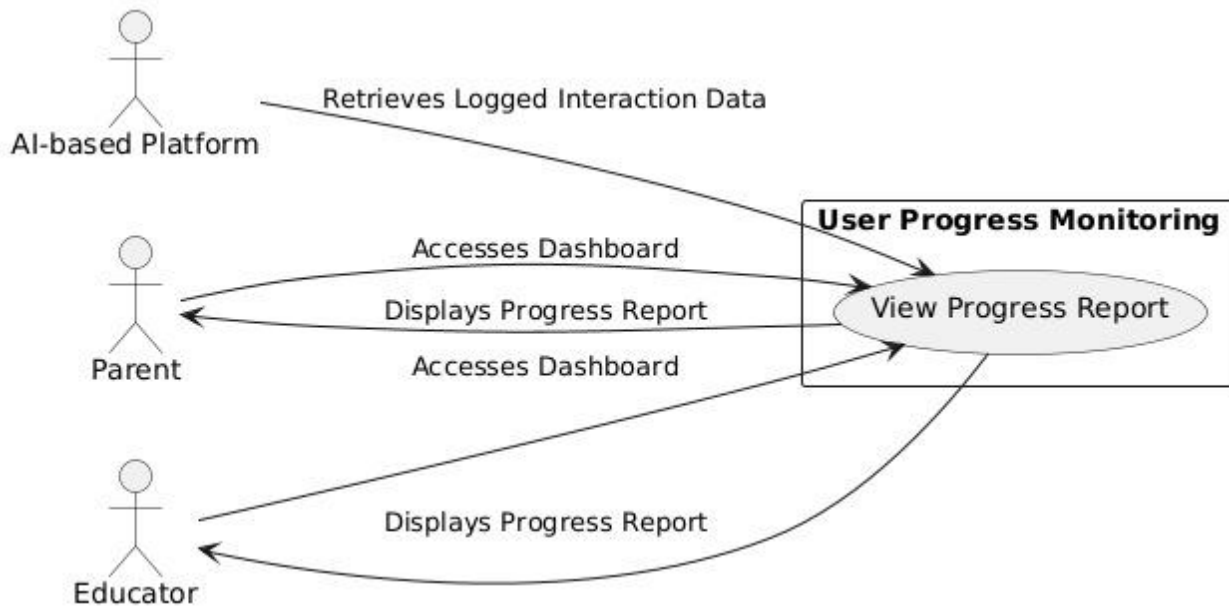 Retrieves Logged Interaction Data
AI-based Platform
User Progress Monitoring
Accesses Dashboard
View Progress Report
Displays Progress Report
Parent
Accesses Dashboard
Displays Progress Report
Educator